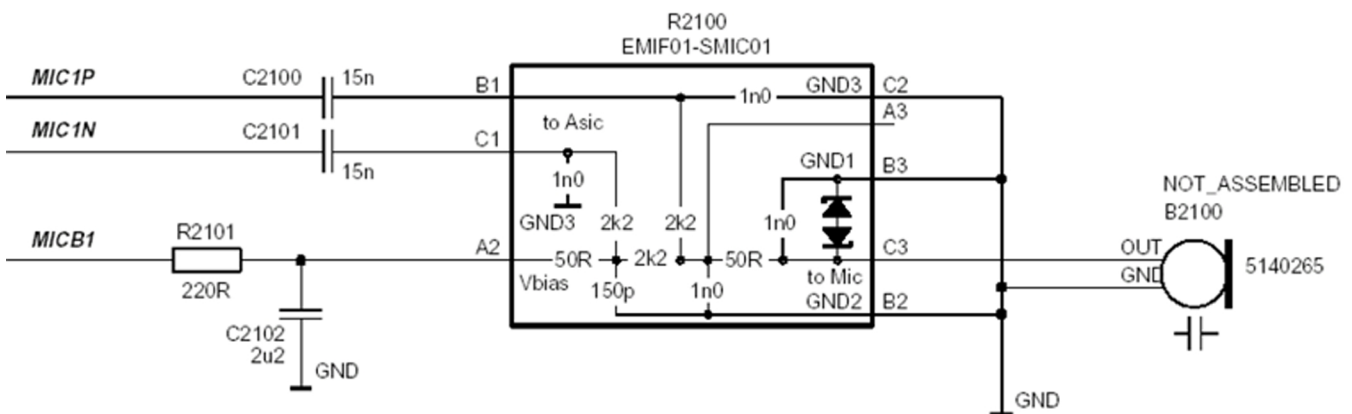 R2100
EMIF01-SMIC01
MIC1P
C2100
15n
B1
1n0
GND3
C2
A3
MIC1N
C2101
15n
C1
to Asic
1n0
GND3
GND1
B3
NOT_ASSEMBLED
B2100
2k2
2k2
1n0
MICB1
R2101
220R
A2
50R
2k2
50R
C3
OUT
GND
5140265
Vbias
150p
1n0
to Mic
GND2
B2
C2102
2u2
GND
GND